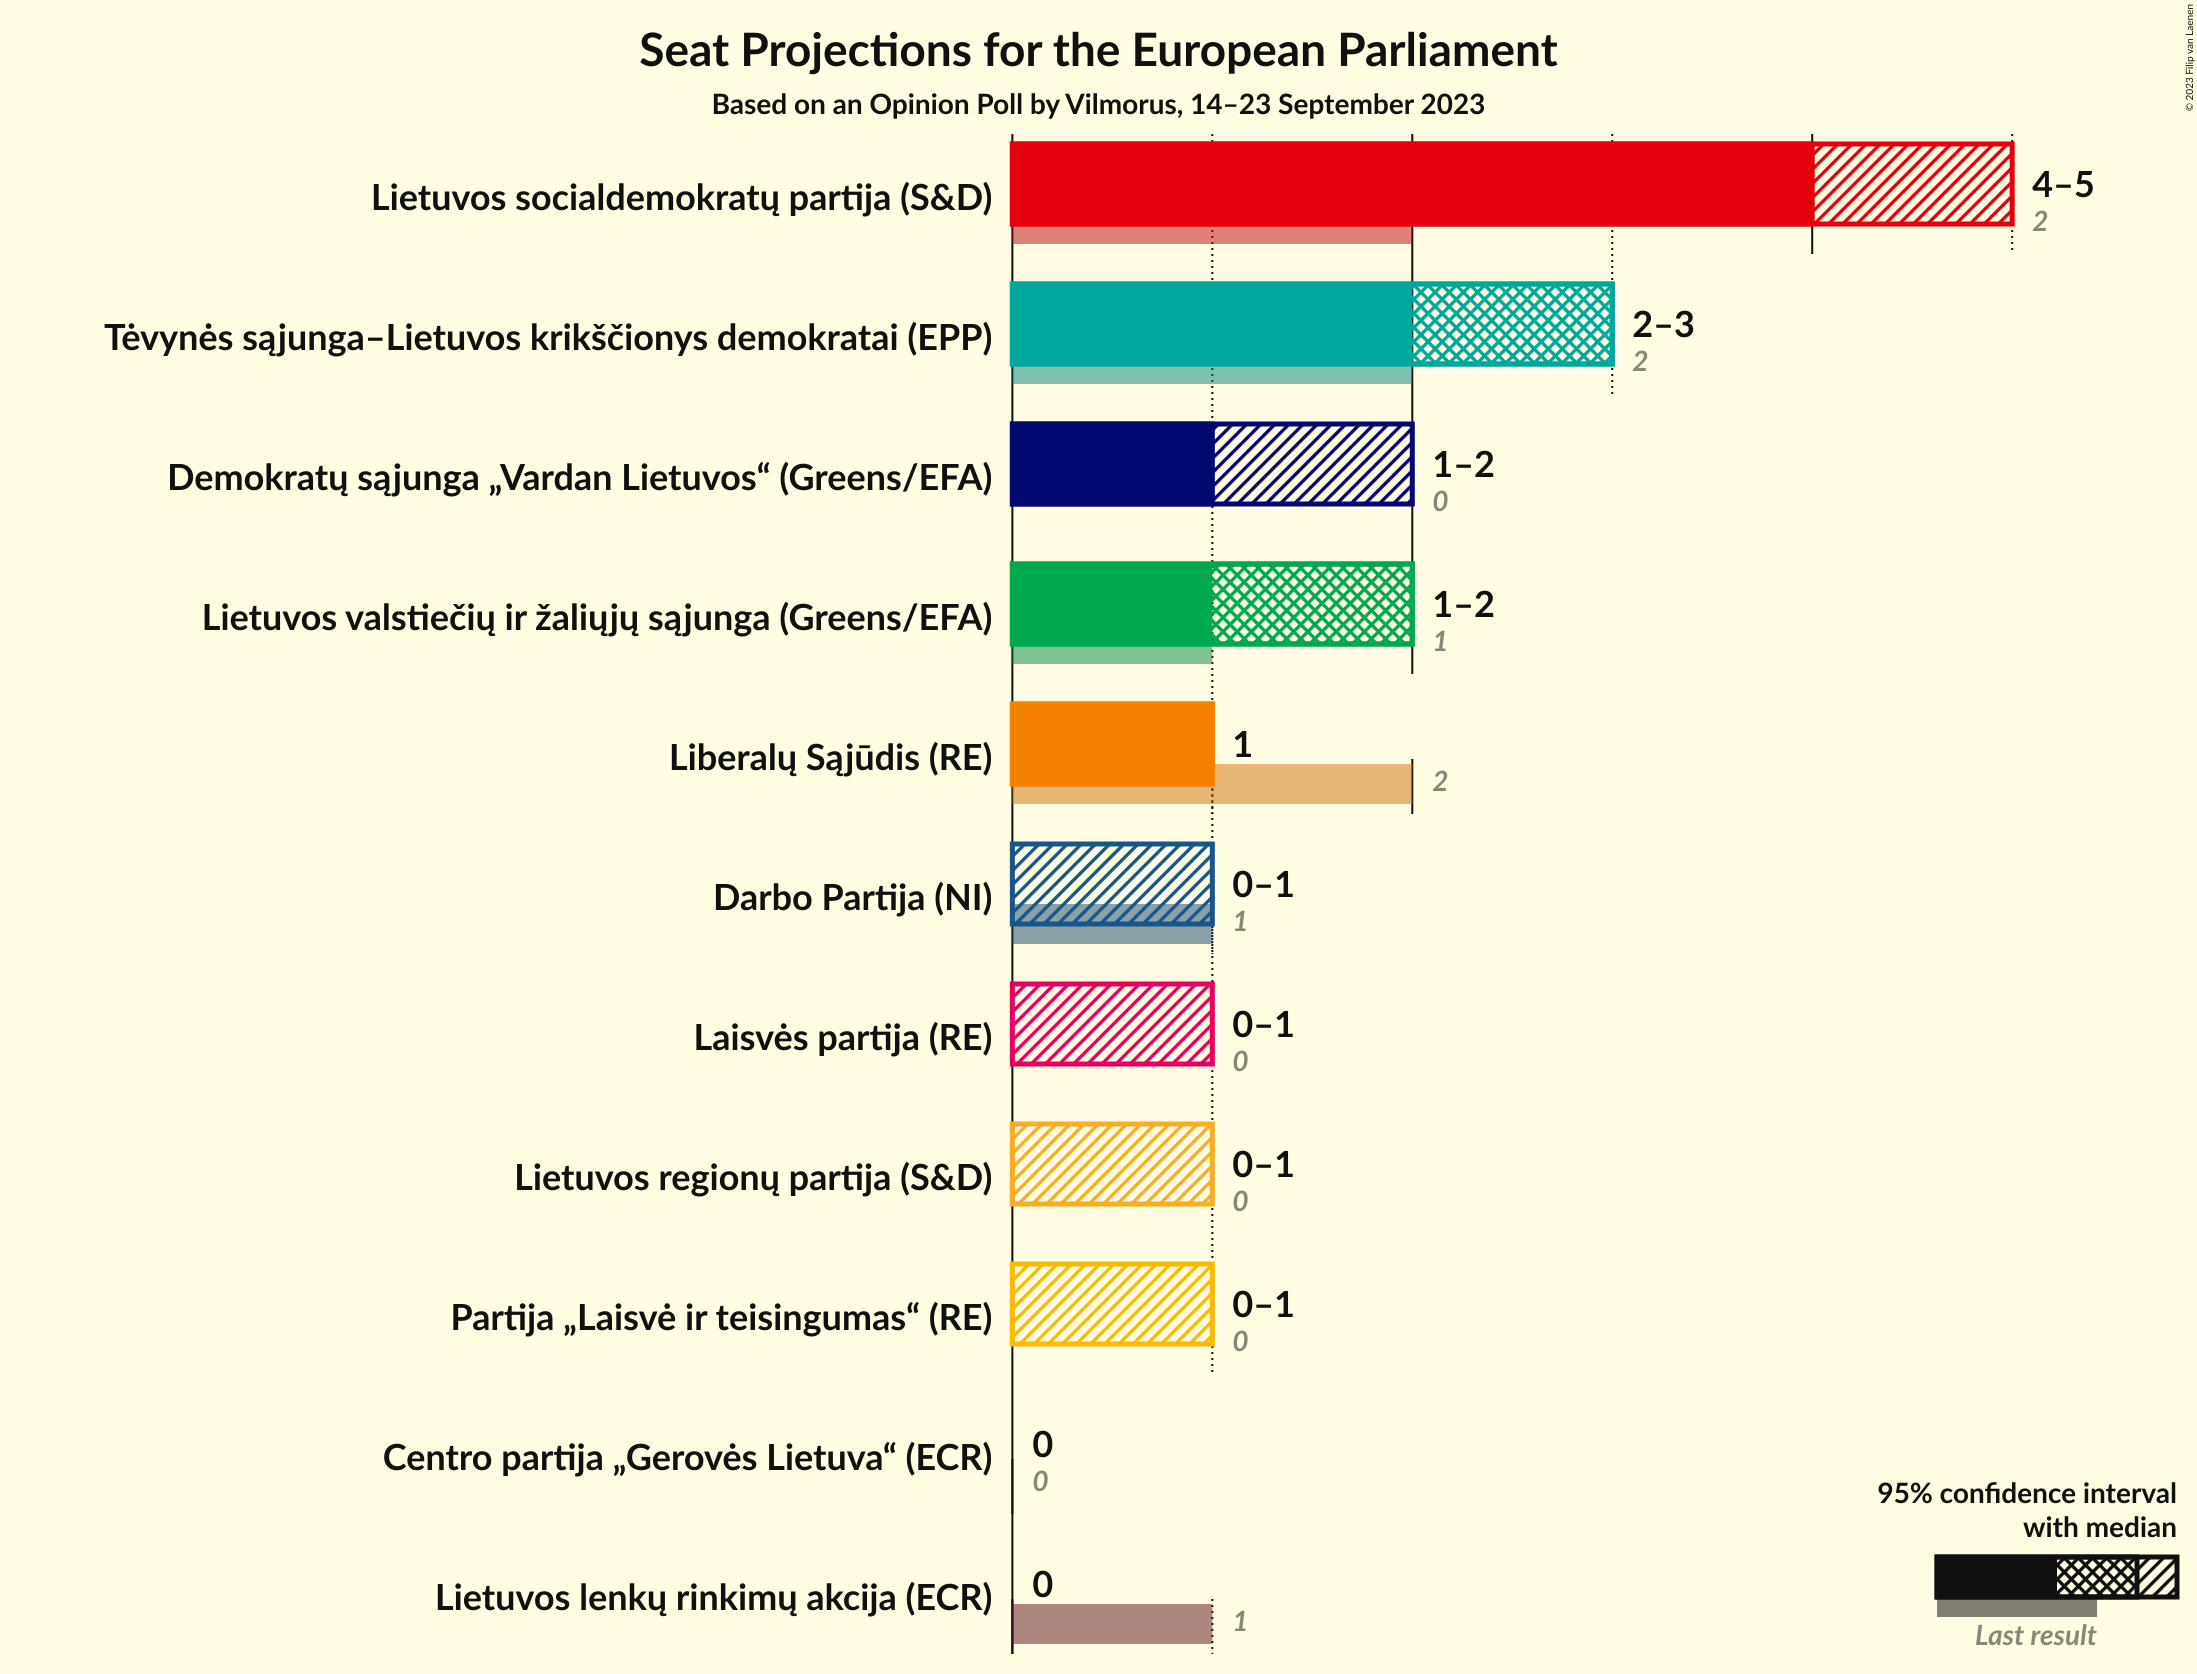 Seat Projections for the European Parliament
Based on an Opinion Poll by Vilmorus, 14–23 September 2023
© 2023 Filip van Laenen
Lietuvos socialdemokratų partija (S&D)
4–5
2
Tėvynės sąjunga–Lietuvos krikščionys demokratai (EPP)
2–3
2
Demokratų sąjunga „Vardan Lietuvos“ (Greens/EFA)
1–2
0
Lietuvos valstiečių ir žaliųjų sąjunga (Greens/EFA)
1–2
1
Liberalų Sąjūdis (RE)
1
2
Darbo Partija (NI)
0–1
1
Laisvės partija (RE)
0–1
0
Lietuvos regionų partija (S&D)
0–1
0
Partija „Laisvė ir teisingumas“ (RE)
0–1
0
Centro partija „Gerovės Lietuva“ (ECR)
0
0
Lietuvos lenkų rinkimų akcija (ECR)
0
1
95% confidence interval
with median
Last result